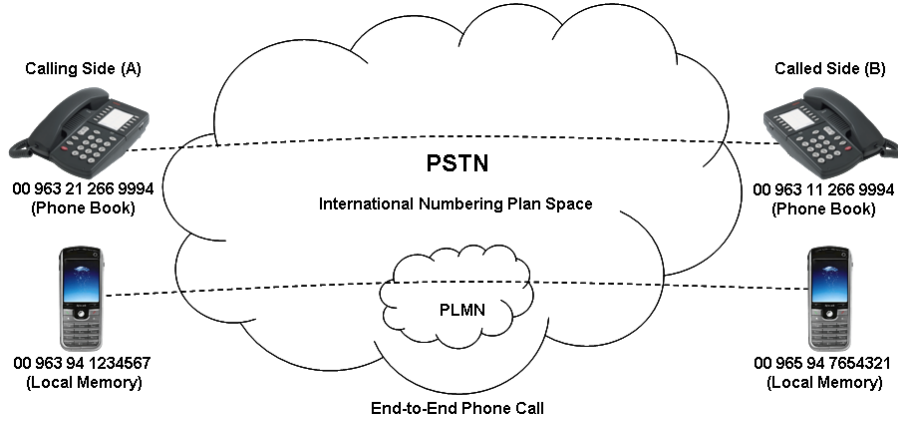 Calling Side (A)
Called Side (B)
PSTN
00 963 21 266 9994
(Phone Book)
00 963 11 266 9994
(Phone Book)
International Numbering Plan Space
PLMN
00 963 94 1234567
(Local Memory)
00 965 94 7654321
(Local Memory)
End-to-End Phone Call